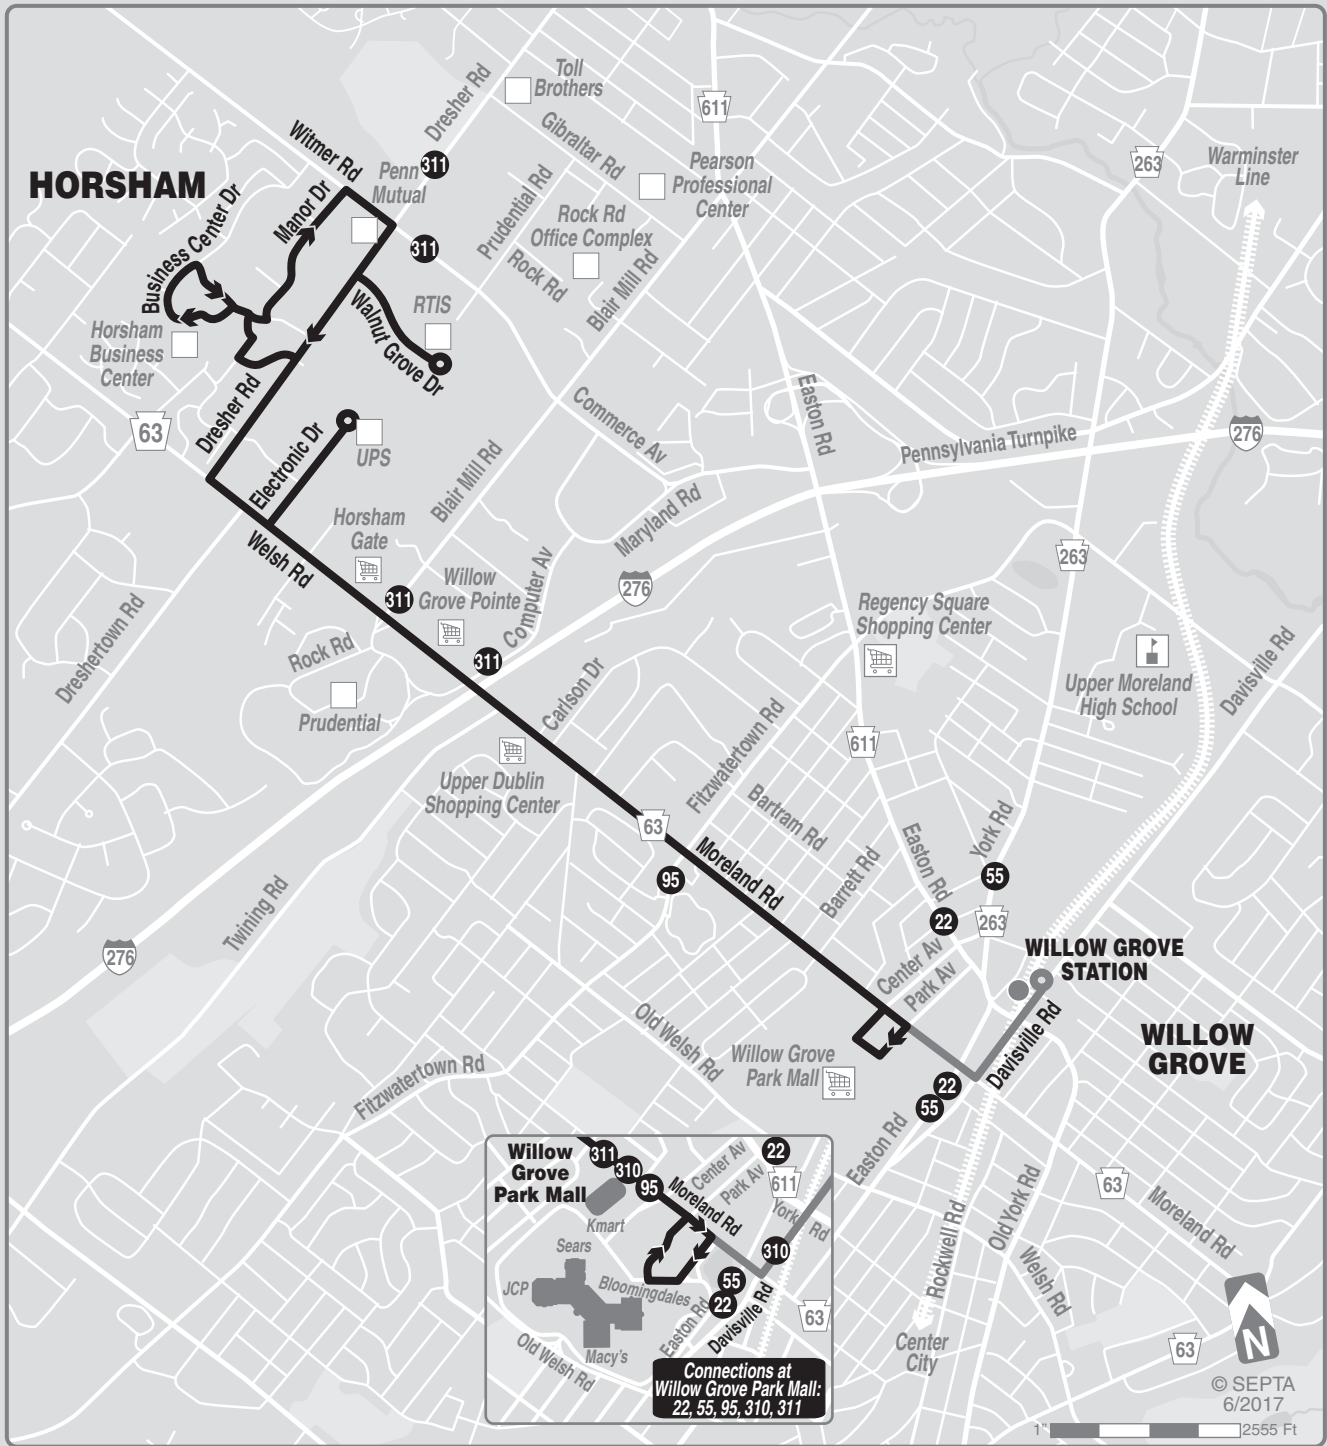 Toll
Brothers
Dresher Rd
611
Gibraltar Rd
263
Warminster
Line
Witmer Rd
311
Penn
Mutual
Pearson
Professional
Center
HORSHAM
Business Center Dr
Manor Dr
Prudential Rd
Rock Rd
Office Complex
311
Rock Rd
Blair Mill Rd
Walnut Grove Dr
RTIS
Horsham
Business
Center
Dresher Rd
63
Easton Rd
Commerce Av
Pennsylvania Turnpike
276
Electronic Dr
UPS
Blair Mill Rd
Maryland Rd
Horsham
Gate
Welsh Rd
263
Willow
Grove Pointe
311
Computer Av
276
Regency Square
Shopping Center
Dreshertown Rd
Rock Rd
311
Prudential
Carlson Dr
Upper Moreland
High School
Davisville Rd
Fitzwatertown Rd
611
Upper Dublin
Shopping Center
63
Bartram Rd
Easton Rd
York Rd
Moreland Rd
Barrett Rd
95
55
Twining Rd
22
263
276
Center Av
Park Av
WILLOW GROVE
STATION
Old Welsh Rd
Willow Grove
Park Mall
Davisville Rd
WILLOW
GROVE
Fitzwatertown Rd
22
55
Easton Rd
Rockwell Rd
Old York Rd
63
Moreland Rd
Welsh Rd
Willow
Grove
Park Mall
311
310
95
Moreland Rd
Center Av
Park Av
22
611
York Rd
Kmart
Sears
JCP
Bloomingdales
310
55
22
Easton Rd
Davisville Rd
63
Macy's
Old Welsh Rd
Connections at
Willow Grove Park Mall:
22, 55, 95, 310, 311
Center
City
63
N
© SEPTA
6/2017
1" 2555 Ft